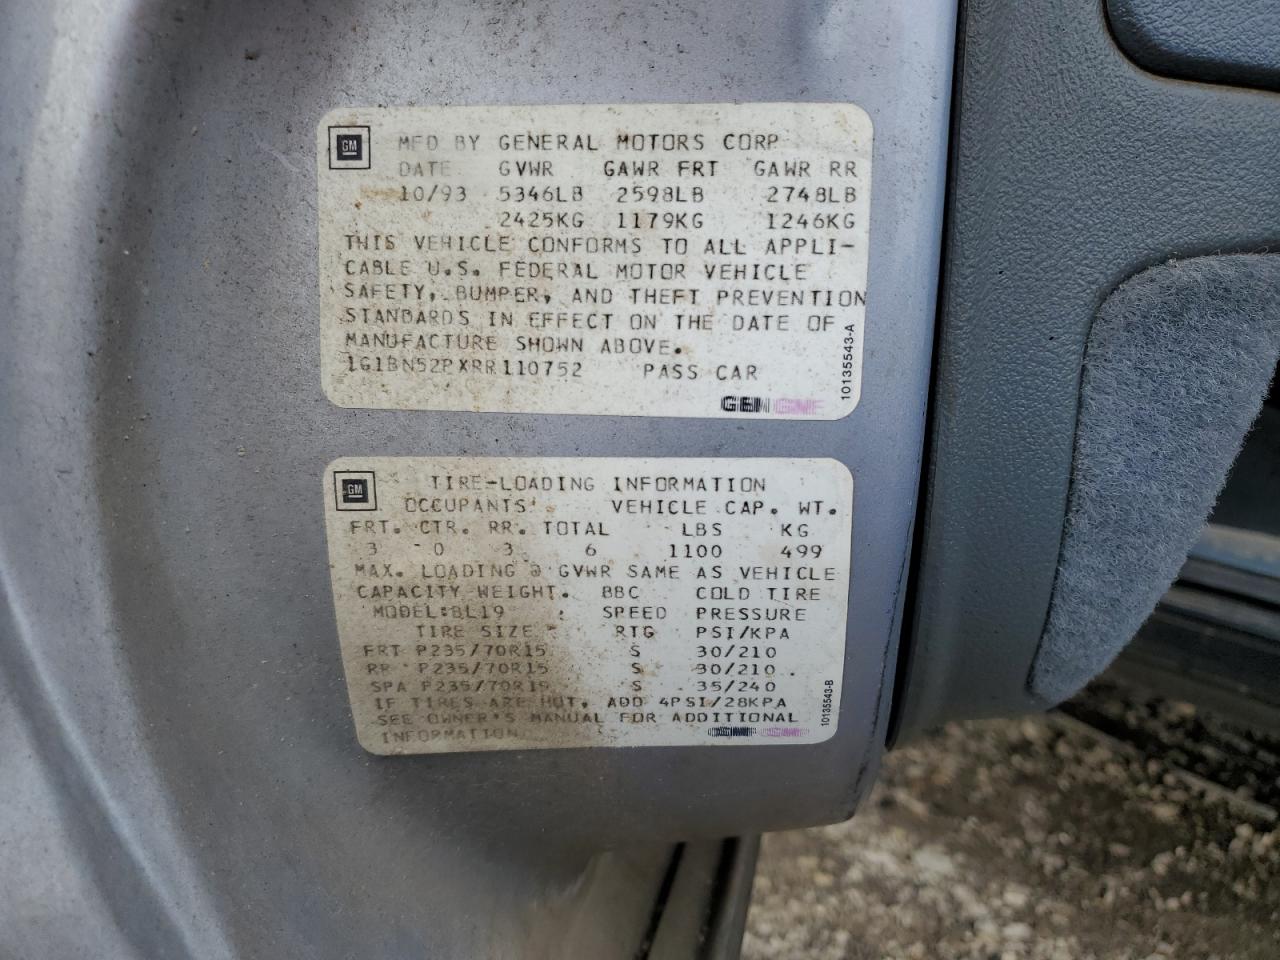 GM
MFD BY GENERAL MOTORS CORP
DATE GVWR GAWR FRT GAWR RR
10/93 5346LB 2598LB 2748LB
2425KG 1179KG 1246KG
THIS VEHICLE CONFORMS TO ALL APPLI-
CABLE U.S. FEDERAL MOTOR VEHICLE
SAFETY, BUMPER, AND THEFT PREVENTION
STANDARDS IN EFFECT ON THE DATE OF
MANUFACTURE SHOWN ABOVE.
1G1BN52PXRR110752 PASS CAR
10135543-A
GM
TIRE-LOADING INFORMATION
OCCUPANTS VEHICLE CAP. WT.
FRT. CTR. RR. TOTAL LBS KG
3 0 3 6 1100 499
MAX. LOADING @ GVWR SAME AS VEHICLE
CAPACITY WEIGHT. BBC COLD TIRE
MODEL:BL19 SPEED PRESSURE
TIRE SIZE RTG PSI/KPA
FRT P235/70R15 S 30/210
RR P235/70R15 S 30/210
SPA P235/70R15 S 35/240
IF TIRES ARE HOT, ADD 4PSI/28KPA
SEE OWNER'S MANUAL FOR ADDITIONAL
INFORMATION
10135543-B